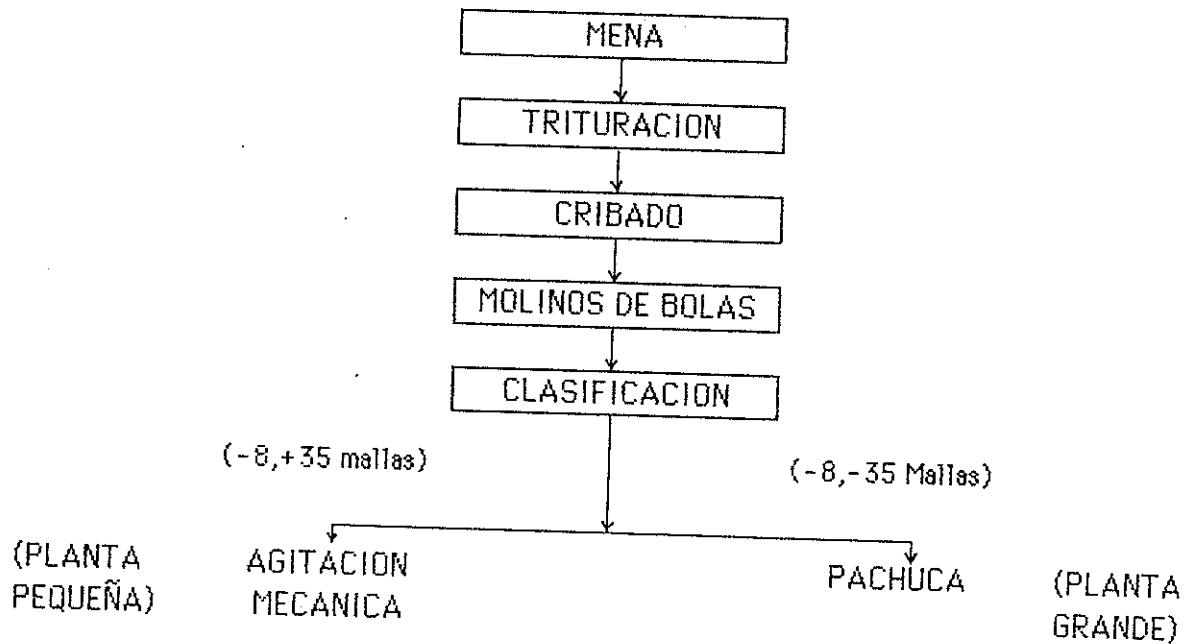 MENA
TRITURACION
CRIBADO
MOLINOS DE BOLAS
CLASIFICACION
(-8,+35 mallas)
(-8,-35 Mallas)
(PLANTA
PEQUEÑA)
AGITACION
MECANICA
PACHUCA
(PLANTA
GRANDE)